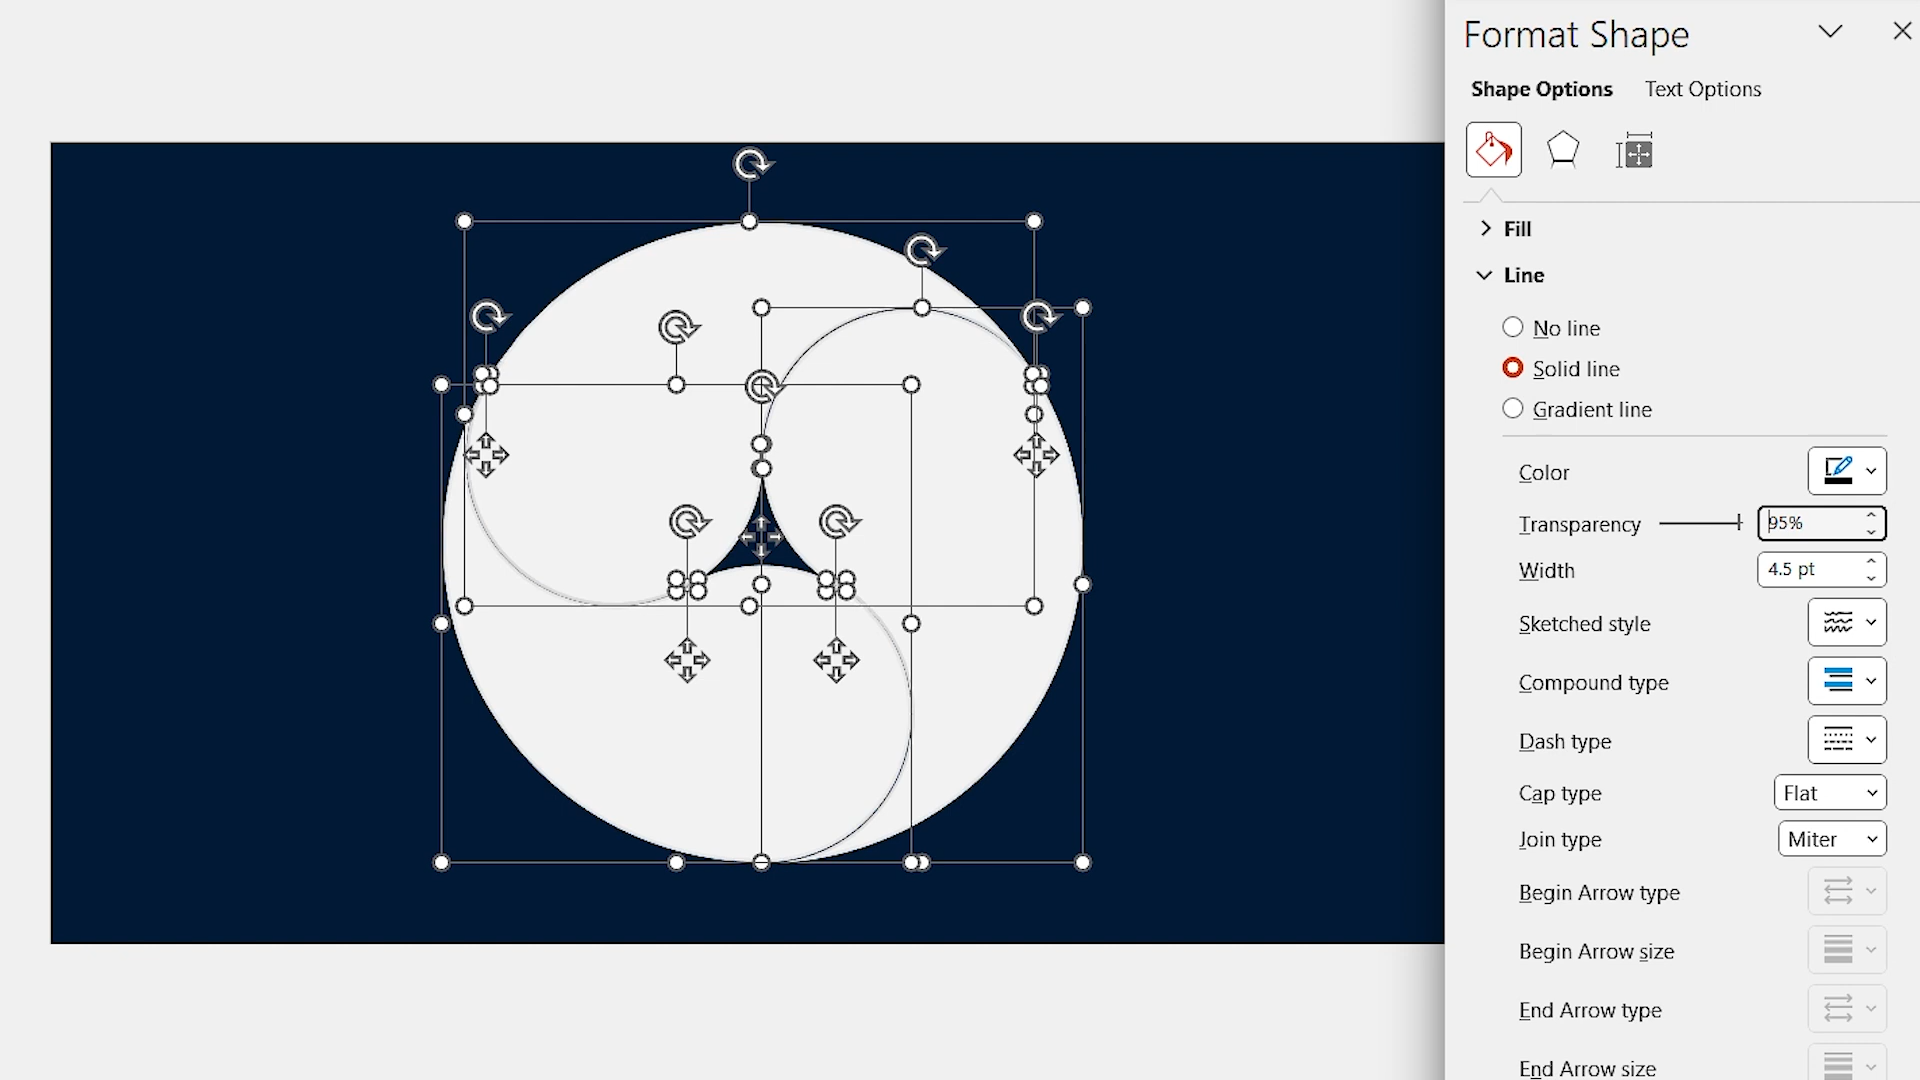 Format Shape
Shape Options
Text Options
Fill
Line
No line
Solid line
Gradient line
Color
Transparency
95%
Width
4.5 pt
Sketched style
Compound type
Dash type
Cap type
Flat
Join type
Miter
Begin Arrow type
Begin Arrow size
End Arrow type
End Arrow size